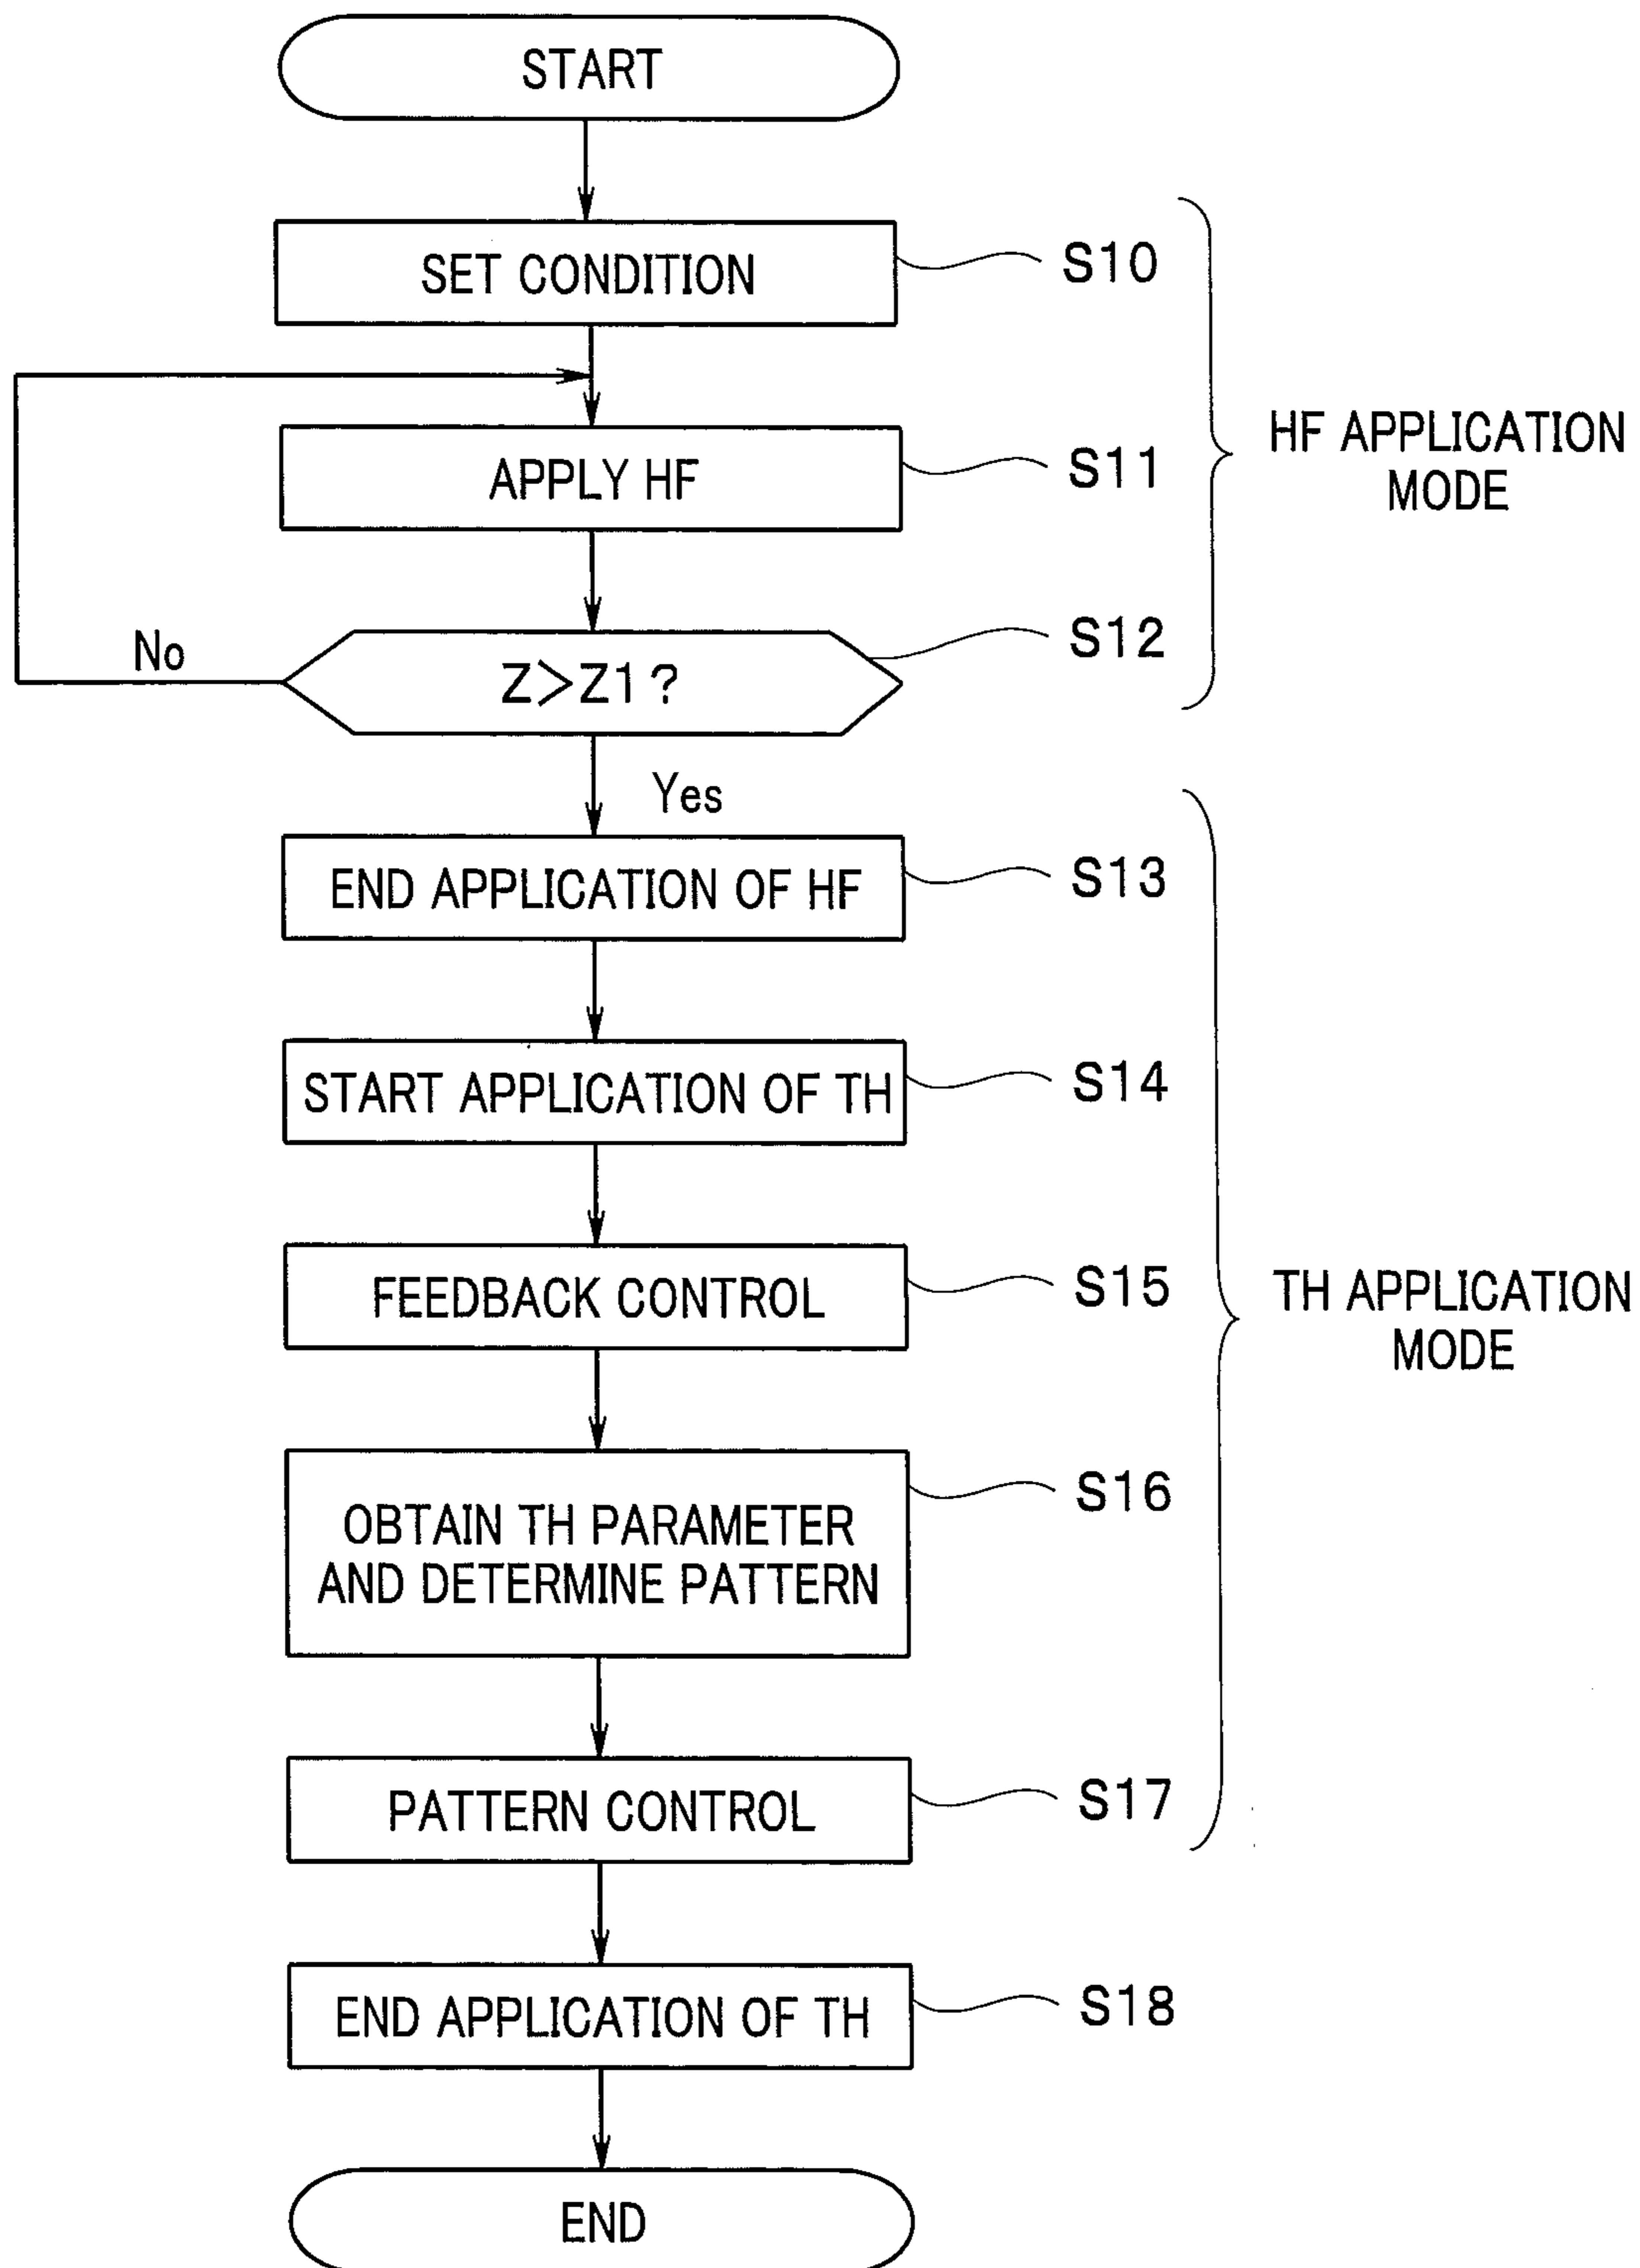 START
SET CONDITION
S10
APPLY HF
S11
HF APPLICATION
MODE
Z>Z1?
S12
No
Yes
END APPLICATION OF HF
S13
START APPLICATION OF TH
S14
FEEDBACK CONTROL
S15
TH APPLICATION
MODE
OBTAIN TH PARAMETER
AND DETERMINE PATTERN
S16
PATTERN CONTROL
S17
END APPLICATION OF TH
S18
END